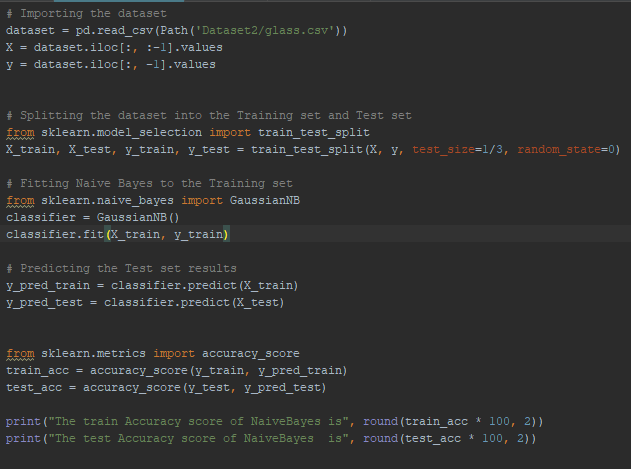 # Importing the dataset
dataset = pd.read_csv(Path('Dataset2/glass.csv'))
X = dataset.iloc[:, :-1].values
y = dataset.iloc[:, -1].values
# Splitting the dataset into the Training set and Test set
from sklearn.model_selection import train_test_split
X_train, X_test, y_train, y_test = train_test_split(X, y, test_size=1/3, random_state=0)
# Fitting Naive Bayes to the Training set
from sklearn.naive_bayes import GaussianNB
classifier = GaussianNB()
classifier.fit(X_train, y_train)
# Predicting the Test set results
y_pred_train = classifier.predict(X_train)
y_pred_test = classifier.predict(X_test)
from sklearn.metrics import accuracy_score
train_acc = accuracy_score(y_train, y_pred_train)
test_acc = accuracy_score(y_test, y_pred_test)
print("The train Accuracy score of NaiveBayes is", round(train_acc * 100, 2))
print("The test Accuracy score of NaiveBayes  is", round(test_acc * 100, 2))